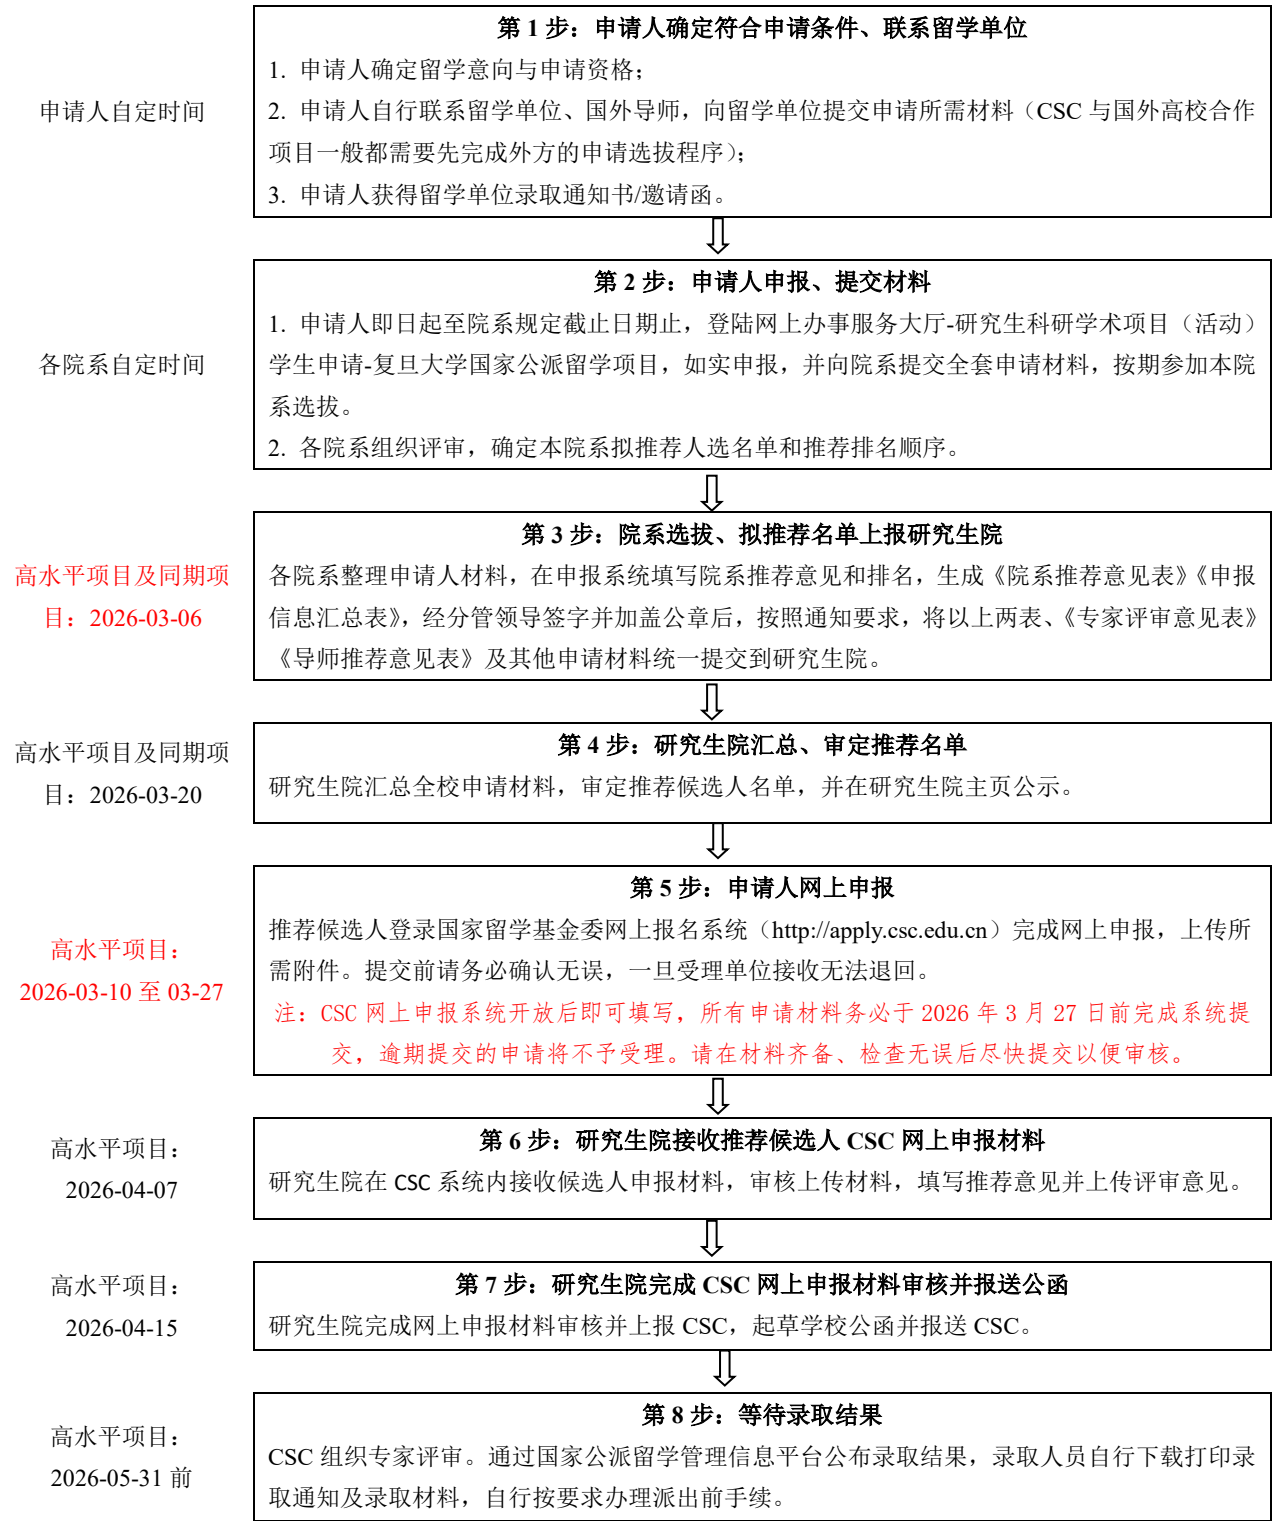 第 1 步：申请人确定符合申请条件、联系留学单位
申请人自定时间
1. 申请人确定留学意向与申请资格；
2. 申请人自行联系留学单位、国外导师，向留学单位提交申请所需材料（CSC 与国外高校合作
项目一般都需要先完成外方的申请选拔程序）；
3. 申请人获得留学单位录取通知书/邀请函。
第 2 步：申请人申报、提交材料
各院系自定时间
1. 申请人即日起至院系规定截止日期止，登陆网上办事服务大厅-研究生科研学术项目（活动）
学生申请-复旦大学国家公派留学项目，如实申报，并向院系提交全套申请材料，按期参加本院
系选拔。
2. 各院系组织评审，确定本院系拟推荐人选名单和推荐排名顺序。
第 3 步：院系选拔、拟推荐名单上报研究生院
高水平项目及同期项
目：2026-03-06
各院系整理申请人材料，在申报系统填写院系推荐意见和排名，生成《院系推荐意见表》《申报
信息汇总表》，经分管领导签字并加盖公章后，按照通知要求，将以上两表、《专家评审意见表》
《导师推荐意见表》及其他申请材料统一提交到研究生院。
第 4 步：研究生院汇总、审定推荐名单
高水平项目及同期项
目：2026-03-20
研究生院汇总全校申请材料，审定推荐候选人名单，并在研究生院主页公示。
第 5 步：申请人网上申报
高水平项目：
2026-03-10 至 03-27
推荐候选人登录国家留学基金委网上报名系统（http://apply.csc.edu.cn）完成网上申报，上传所
需附件。提交前请务必确认无误，一旦受理单位接收无法退回。
注：CSC 网上申报系统开放后即可填写，所有申请材料务必于 2026 年 3 月 27 日前完成系统提
交，逾期提交的申请将不予受理。请在材料齐备、检查无误后尽快提交以便审核。
第 6 步：研究生院接收推荐候选人 CSC 网上申报材料
高水平项目：
2026-04-07
研究生院在 CSC 系统内接收候选人申报材料，审核上传材料，填写推荐意见并上传评审意见。
第 7 步：研究生院完成 CSC 网上申报材料审核并报送公函
高水平项目：
2026-04-15
研究生院完成网上申报材料审核并上报 CSC，起草学校公函并报送 CSC。
第 8 步：等待录取结果
高水平项目：
2026-05-31 前
CSC 组织专家评审。通过国家公派留学管理信息平台公布录取结果，录取人员自行下载打印录
取通知及录取材料，自行按要求办理派出前手续。